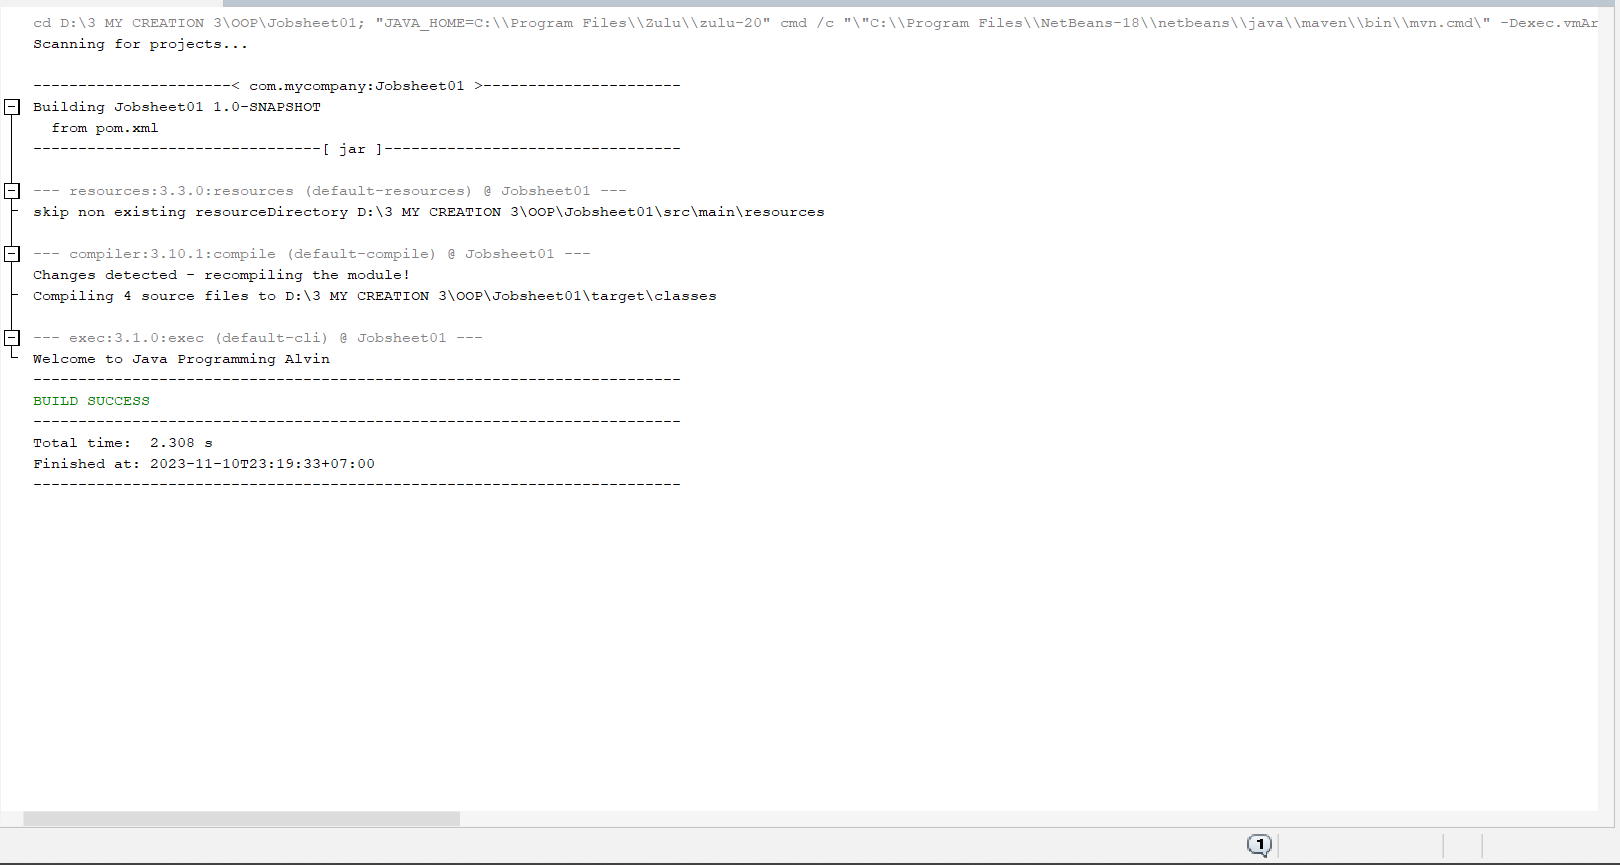 cd D:\3 MY CREATION 3\OOP\Jobsheet01; "JAVA_HOME=C:\\Program Files\\Zulu\\zulu-20" cmd /c "\"C:\\Program Files\\NetBeans-18\\netbeans\\java\\maven\\bin\\mvn.cmd\" -Dexec.vmAr
Scanning for projects...
----------------------< com.mycompany:Jobsheet01 >----------------------
Building Jobsheet01 1.0-SNAPSHOT
  from pom.xml
--------------------------------[ jar ]---------------------------------
--- resources:3.3.0:resources (default-resources) @ Jobsheet01 ---
skip non existing resourceDirectory D:\3 MY CREATION 3\OOP\Jobsheet01\src\main\resources
--- compiler:3.10.1:compile (default-compile) @ Jobsheet01 ---
Changes detected - recompiling the module!
Compiling 4 source files to D:\3 MY CREATION 3\OOP\Jobsheet01\target\classes
--- exec:3.1.0:exec (default-cli) @ Jobsheet01 ---
Welcome to Java Programming Alvin
------------------------------------------------------------------------
BUILD SUCCESS
------------------------------------------------------------------------
Total time:  2.308 s
Finished at: 2023-11-10T23:19:33+07:00
------------------------------------------------------------------------
1